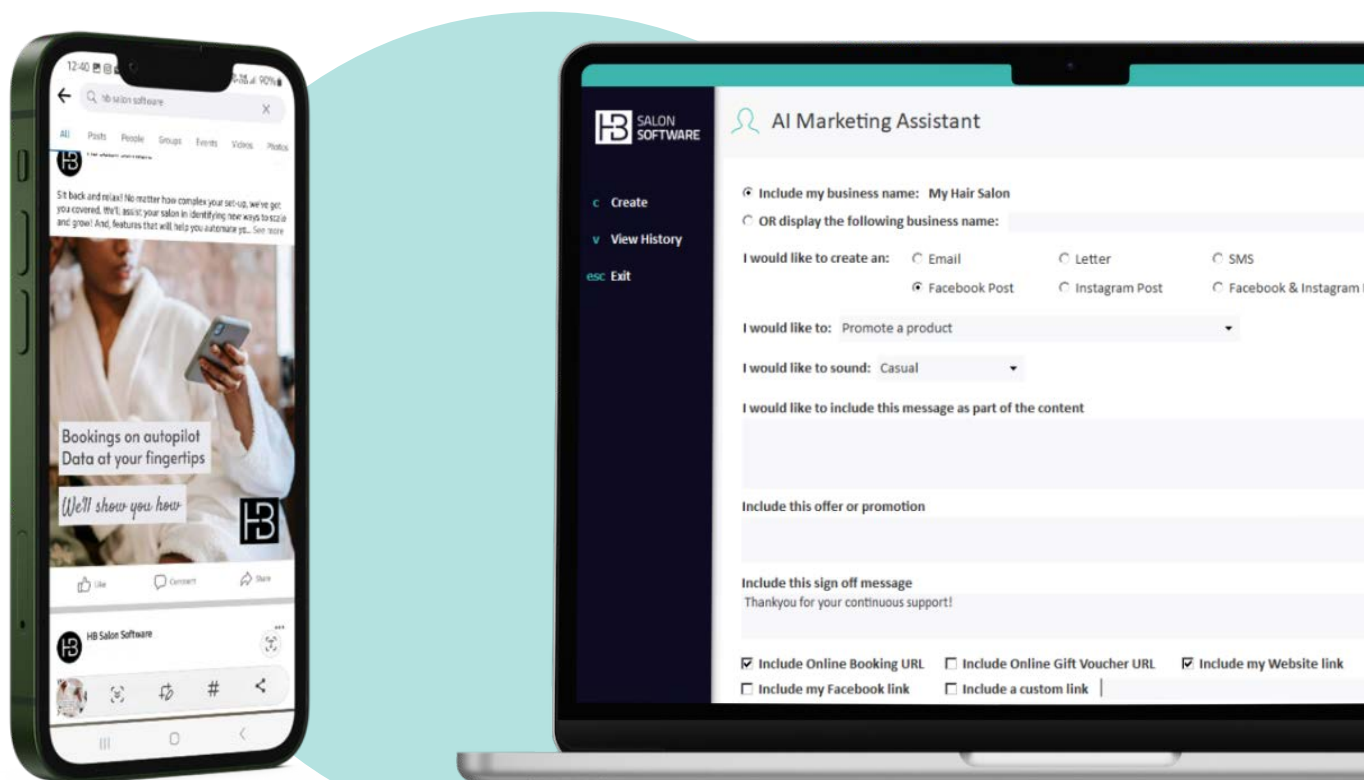 12:40
90%
hb salon software
X
All Posts People Groups Events Videos Photos
HB
Sit back and relax! No matter how complex your set-up, we've got
you covered. We'll assist your salon in identifying new ways to scale
and grow! And, features that will help you automate yo... See more
Bookings on autopilot
Data at your fingertips
We'll show you how
HB
Like Comment Share
HB HB Salon Software
#
HB SALON
SOFTWARE
c Create
v View History
esc Exit
AI Marketing Assistant
Include my business name: My Hair Salon
OR display the following business name:
I would like to create an: Email Letter SMS
Facebook Post Instagram Post Facebook & Instagram
I would like to: Promote a product
I would like to sound: Casual
I would like to include this message as part of the content
Include this offer or promotion
Include this sign off message
Thankyou for your continuous support!
Include Online Booking URL Include Online Gift Voucher URL Include my Website link
Include my Facebook link Include a custom link